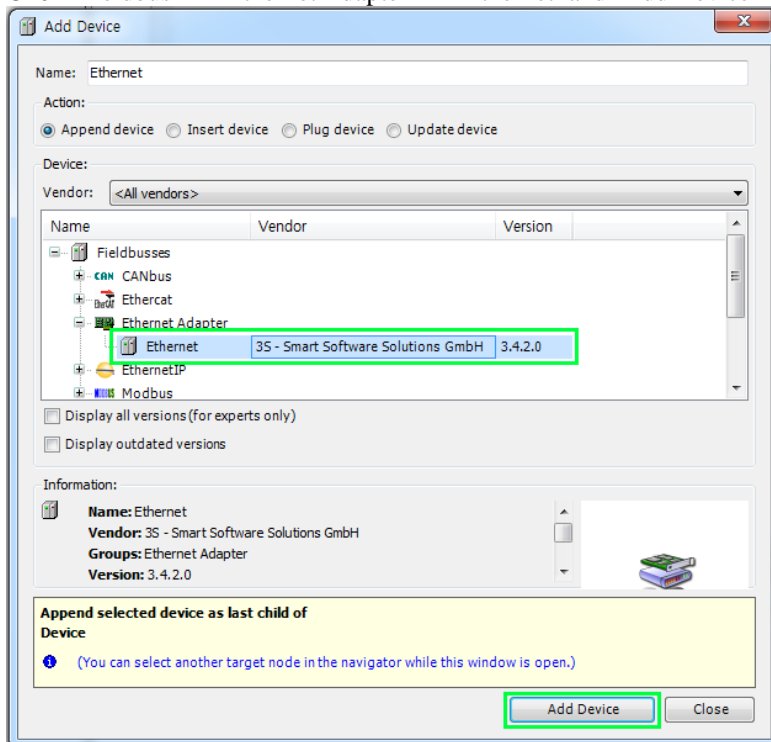 Add Device
Name: Ethernet
Action:
Append device Insert device Plug device Update device
Device:
Vendor: <All vendors>
Name Vendor Version
Fieldbusses
CAN CANbus
Ethercat
Ethernet Adapter
Ethernet 3S - Smart Software Solutions GmbH 3.4.2.0
EthernetIP
Modbus
Display all versions (for experts only)
Display outdated versions
Information:
Name: Ethernet
Vendor: 3S - Smart Software Solutions GmbH
Groups: Ethernet Adapter
Version: 3.4.2.0
Append selected device as last child of
Device
(You can select another target node in the navigator while this window is open.)
Add Device Close